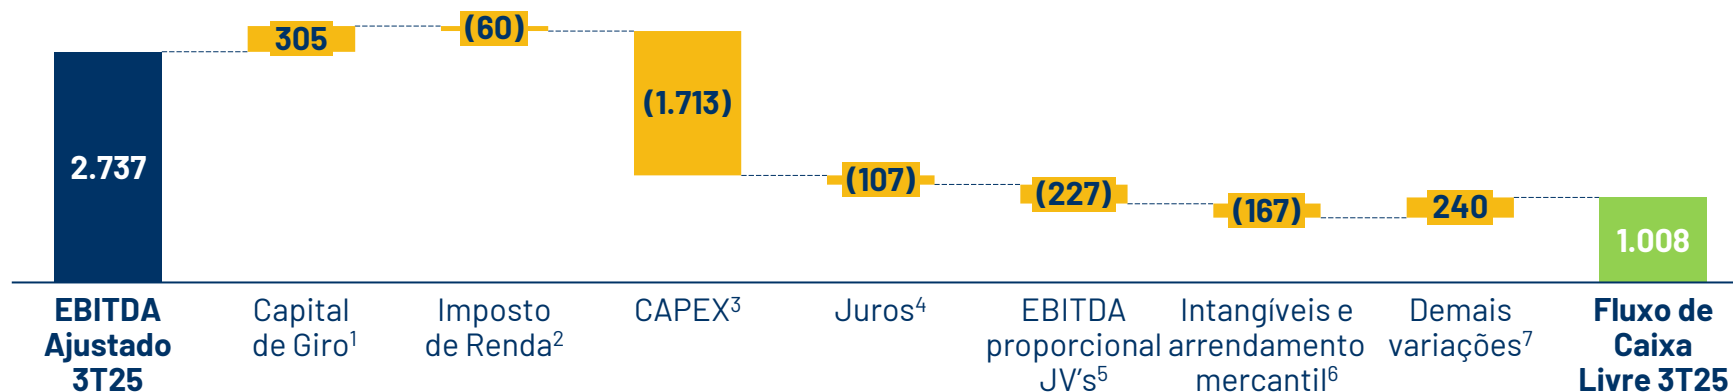 2.737
305
(60)
(1.713)
(107)
(227)
(167)
240
1.008
EBITDA
Ajustado
3T25
Capital
de Giro¹
Imposto
de Renda²
CAPEX³
Juros⁴
EBITDA
proporcional
JV's⁵
Intangíveis e
arrendamento
mercantil⁶
Demais
variações⁷
Fluxo de
Caixa
Livre 3T25